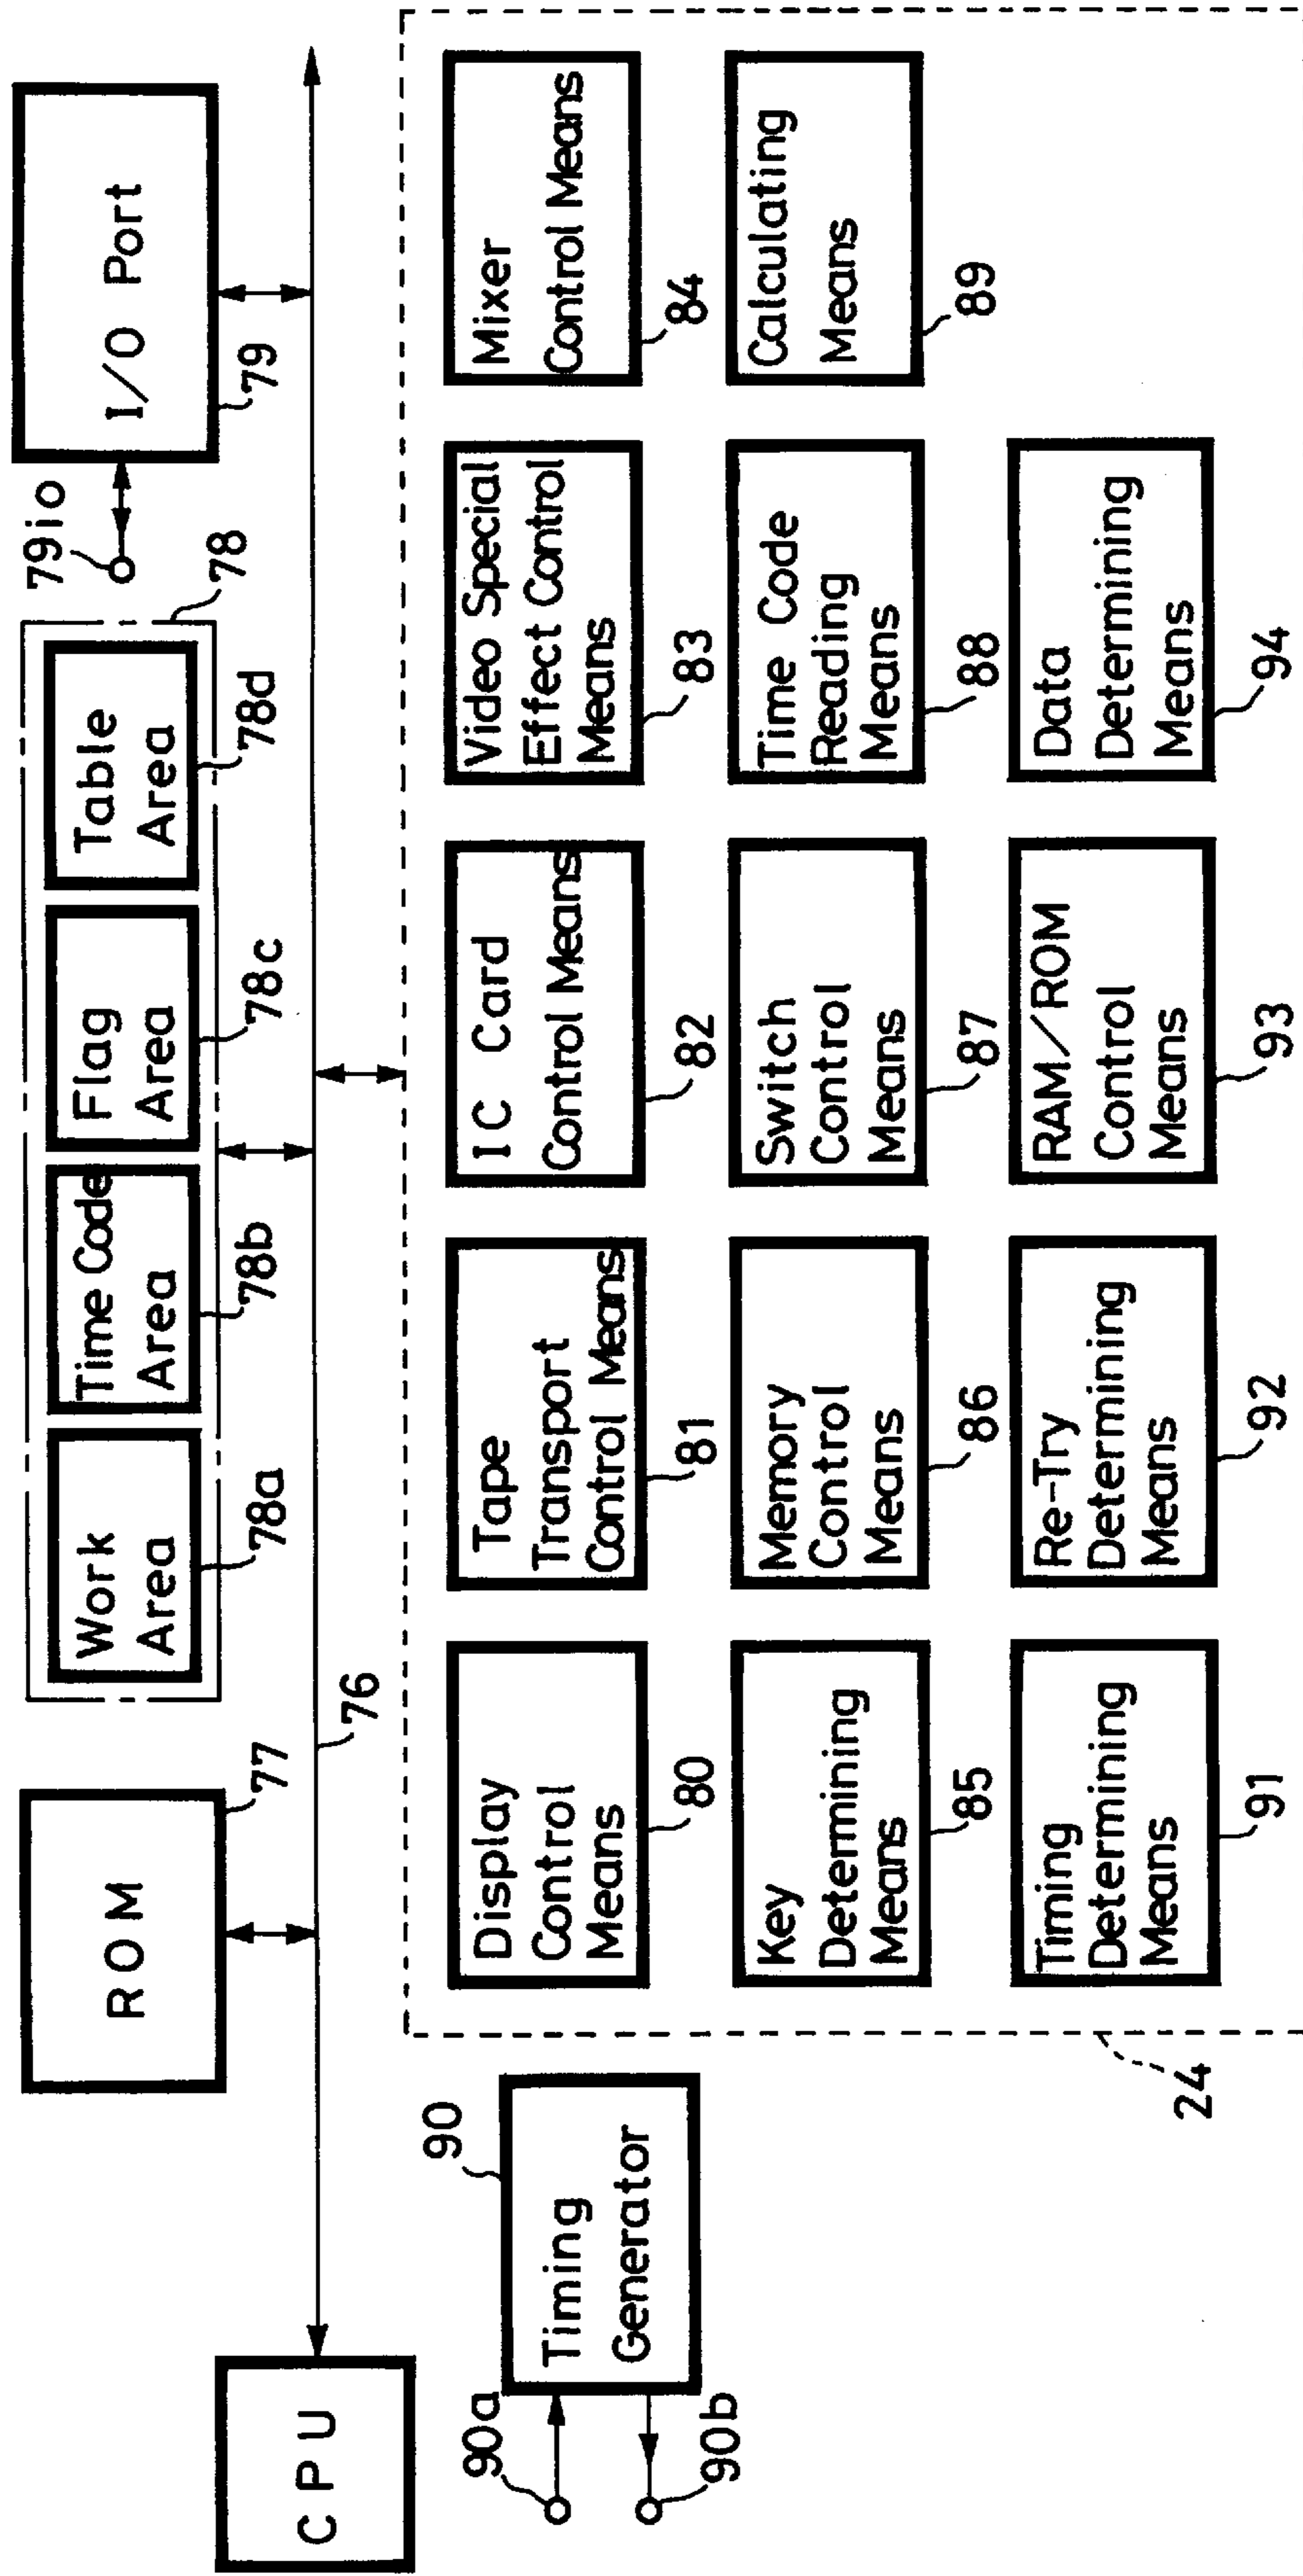 CPU
ROM
77
Work
Area
78a
Time Code
Area
78b
Flag
Area
78c
Table
Area
78d
78
79io
I/O Port
79
76
90a
90b
90
Timing
Generator
24
Display
Control
Means
80
Tape
Transport
Control Means
81
IC Card
Control Means
82
Video Special
Effect Control
Means
83
Mixer
Control Means
84
Key
Determining
Means
85
Memory
Control
Means
86
Switch
Control
Means
87
Time Code
Reading
Means
88
Calculating
Means
89
Timing
Determining
Means
91
Re-Try
Determining
Means
92
RAM/ROM
Control
Means
93
Data
Determining
Means
94